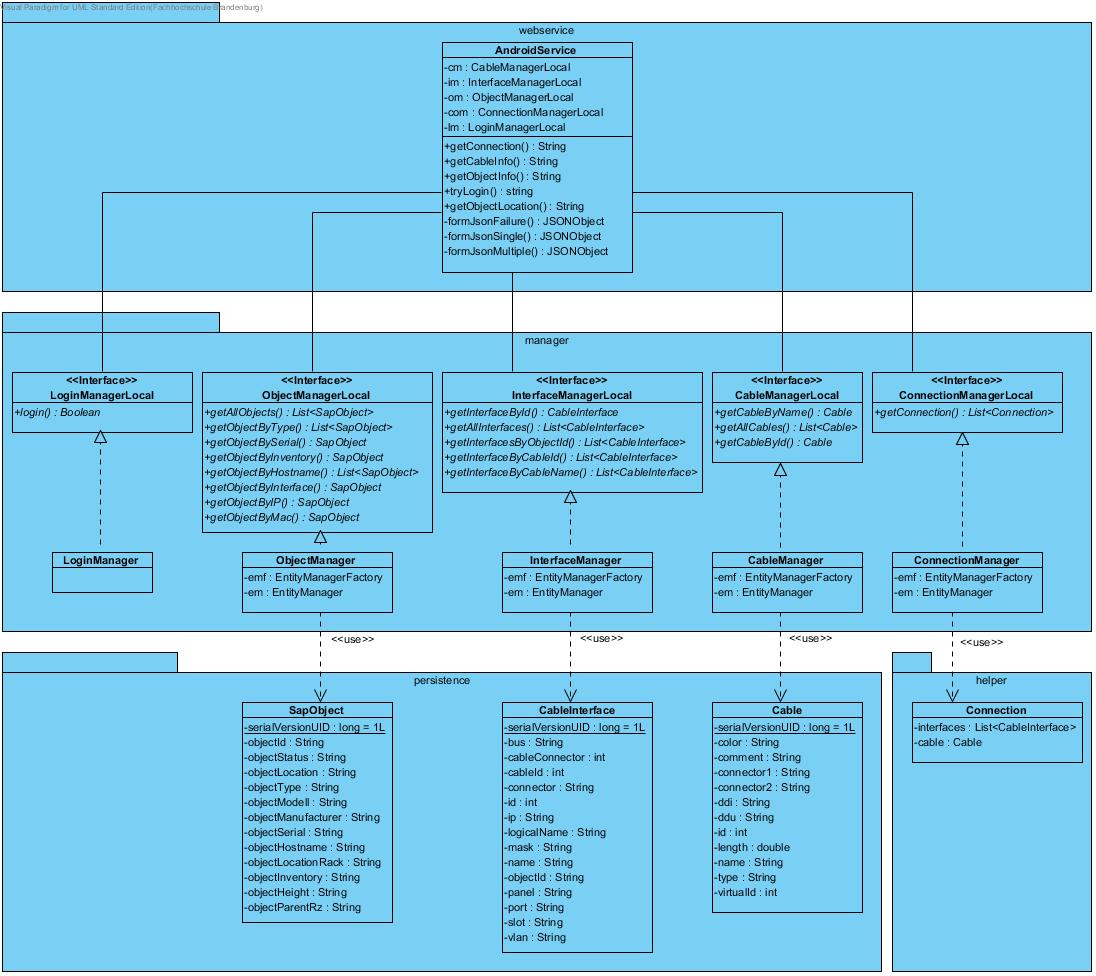 Visual Paradigm for UML Standard Edition(Fachhochschule Brandenburg)
webservice
AndroidService
-cm : CableManagerLocal
-im : InterfaceManagerLocal
-om : ObjectManagerLocal
-com : ConnectionManagerLocal
-lm : LoginManagerLocal
+getConnection() : String
+getCableInfo() : String
+getObjectInfo() : String
+tryLogin() : string
+getObjectLocation() : String
-formJsonFailure() : JSONObject
-formJsonSingle() : JSONObject
-formJsonMultiple() : JSONObject
manager
<<Interface>>
LoginManagerLocal
+login() : Boolean
<<Interface>>
ObjectManagerLocal
+getAllObjects() : List<SapObject>
+getObjectByType() : List<SapObject>
+getObjectBySerial() : SapObject
+getObjectByInventory() : SapObject
+getObjectByHostname() : List<SapObject>
+getObjectByInterface() : SapObject
+getObjectByIP() : SapObject
+getObjectByMac() : SapObject
<<Interface>>
InterfaceManagerLocal
+getInterfaceById() : CableInterface
+getAllInterfaces() : List<CableInterface>
+getInterfacesByObjectId() : List<CableInterface>
+getInterfaceByCableId() : List<CableInterface>
+getInterfaceByCableName() : List<CableInterface>
<<Interface>>
CableManagerLocal
+getCableByName() : Cable
+getAllCables() : List<Cable>
+getCableById() : Cable
<<Interface>>
ConnectionManagerLocal
+getConnection() : List<Connection>
LoginManager
ObjectManager
-emf : EntityManagerFactory
-em : EntityManager
InterfaceManager
-emf : EntityManagerFactory
-em : EntityManager
CableManager
-emf : EntityManagerFactory
-em : EntityManager
ConnectionManager
-emf : EntityManagerFactory
-em : EntityManager
<<use>>
<<use>>
<<use>>
<<use>>
persistence
SapObject
-serialVersionUID : long = 1L
-objectId : String
-objectStatus : String
-objectLocation : String
-objectType : String
-objectModell : String
-objectManufacturer : String
-objectSerial : String
-objectHostname : String
-objectLocationRack : String
-objectInventory : String
-objectHeight : String
-objectParentRz : String
CableInterface
-serialVersionUID : long = 1L
-bus : String
-cableConnector : int
-cableId : int
-connector : String
-id : int
-ip : String
-logicalName : String
-mask : String
-name : String
-objectId : String
-panel : String
-port : String
-slot : String
-vlan : String
Cable
-serialVersionUID : long = 1L
-color : String
-comment : String
-connector1 : String
-connector2 : String
-ddi : String
-ddu : String
-id : int
-length : double
-name : String
-type : String
-virtualId : int
helper
Connection
-interfaces : List<CableInterface>
-cable : Cable